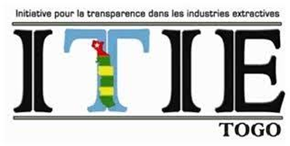 Initiative pour la transparence dans les industries extractives
ITIE
TOGO